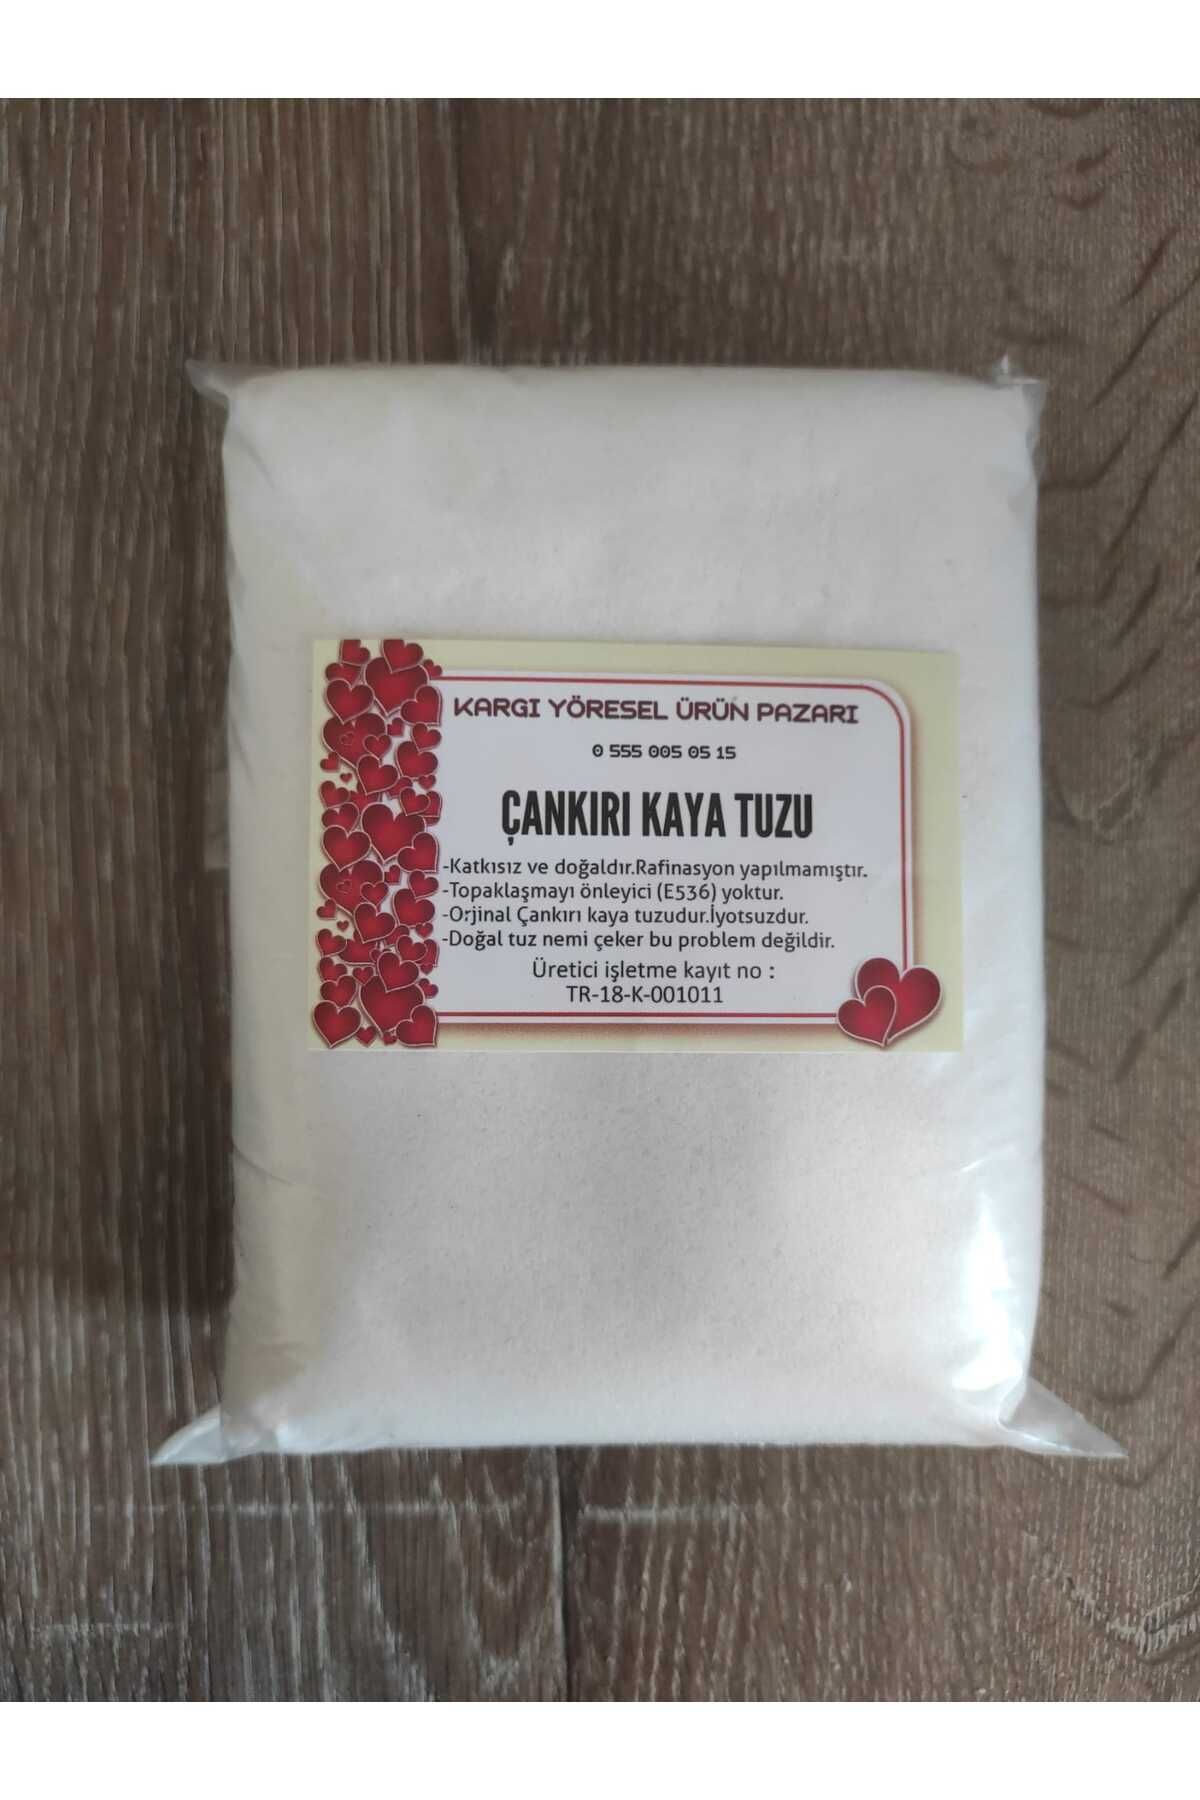 KARGI YÖRESEL ÜRÜN PAZARI
0 555 005 05 15
ÇANKIRI KAYA TUZU
-Katkısız ve doğaldır.Rafinasyon yapılmamıştır.
-Topaklaşmayı önleyici (E536) yoktur.
-Orjinal Çankırı kaya tuzudur.İyotsuzdur.
-Doğal tuz nemi çeker bu problem değildir.
Üretici işletme kayıt no :
TR-18-K-001011